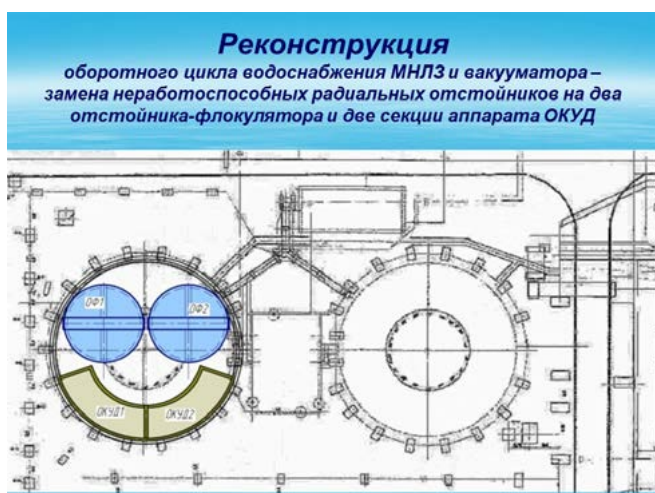 Реконструкция
оборотного цикла водоснабжения МНЛЗ и вакууматора –
замена неработоспособных радиальных отстойников на два
отстойника-флокулятора и две секции аппарата ОКУД
ОФ1 ОФ2
ОКУД1 ОКУД2